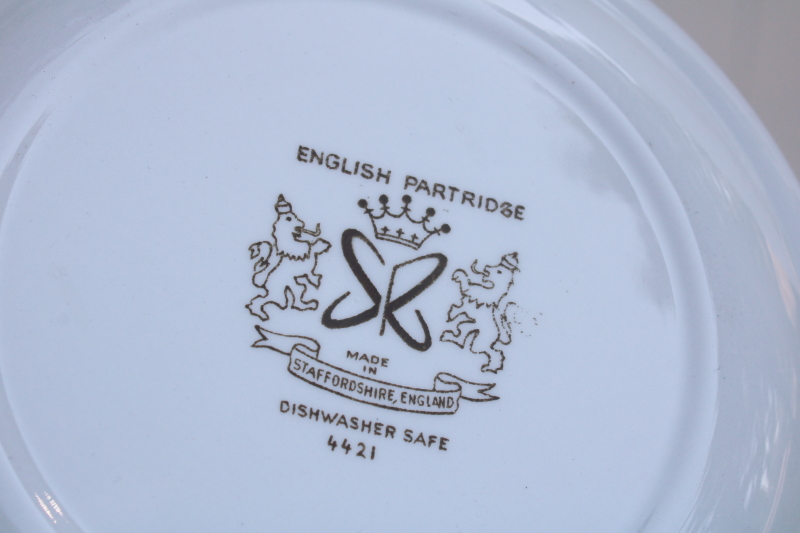 ENGLISH PARTRIDGE
SR
MADE
IN
STAFFORDSHIRE, ENGLAND
DISHWASHER SAFE
4421